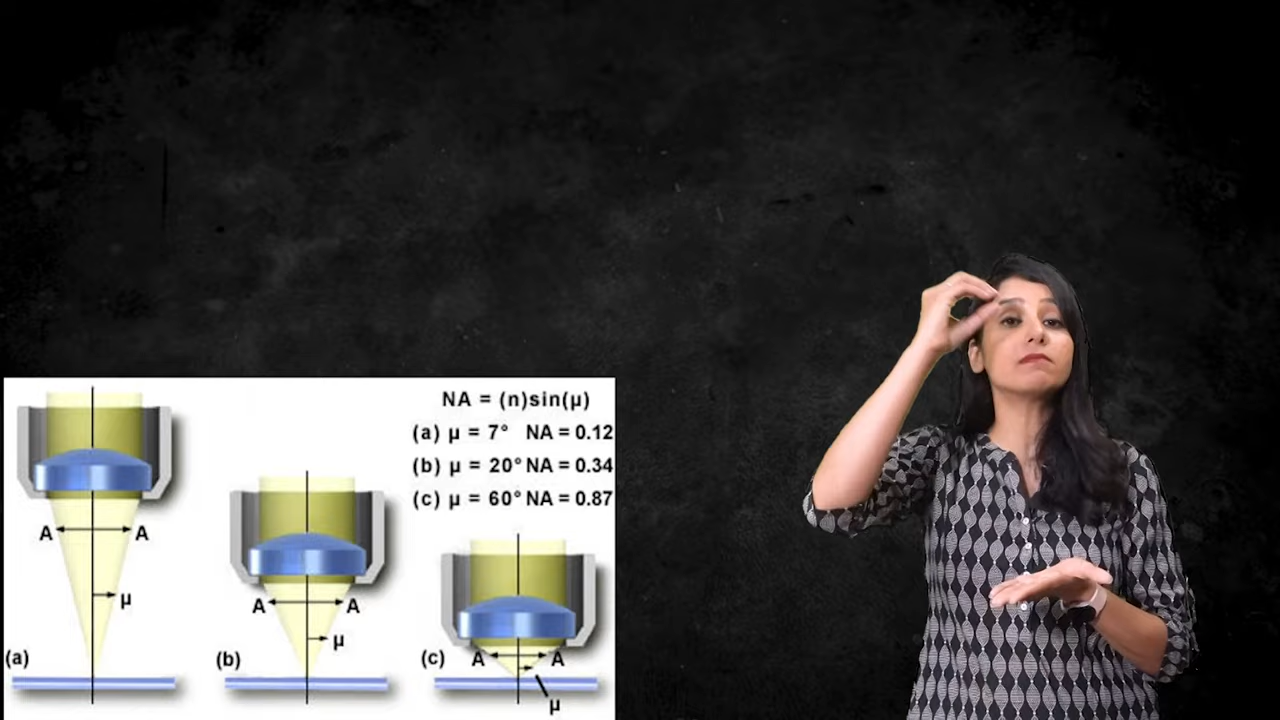 NA = (n)sin(µ)
(a) µ = 7° NA = 0.12
(b) µ = 20° NA = 0.34
(c) µ = 60° NA = 0.87
A A
µ
(a)
A A
µ
(b)
A A
µ
(c)